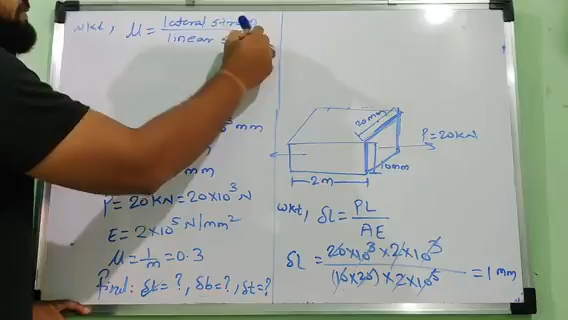 wkt, μ = lateral / linear
mm
mm
P = 20KN = 20×10³ N
E = 2×10⁵ N/mm²
μ = 1/m = 0.3
Find: δL = ?, δb = ?, δt = ?
20mm
P = 20KN
10mm
2m
wkt, δL = PL / AE
δL = 20×10³ ×2×10³ / (10×20) ×2×10⁵ = 1 mm